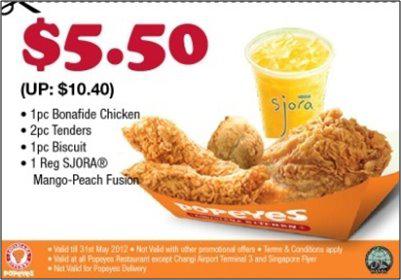 $5.50
(UP: $10.40)
• 1pc Bonafide Chicken
• 2pc Tenders
• 1pc Biscuit
• 1 Reg SJORA®
Mango-Peach Fusion
sjora
POPEYES
• Valid till 31st May 2012 • Not Valid with other promotional offers • Terms & Conditions apply
• Valid at all Popeyes Restaurant except Changi Airport Terminal 3 and Singapore Flyer
• Not Valid for Popeyes Delivery
POPEYES